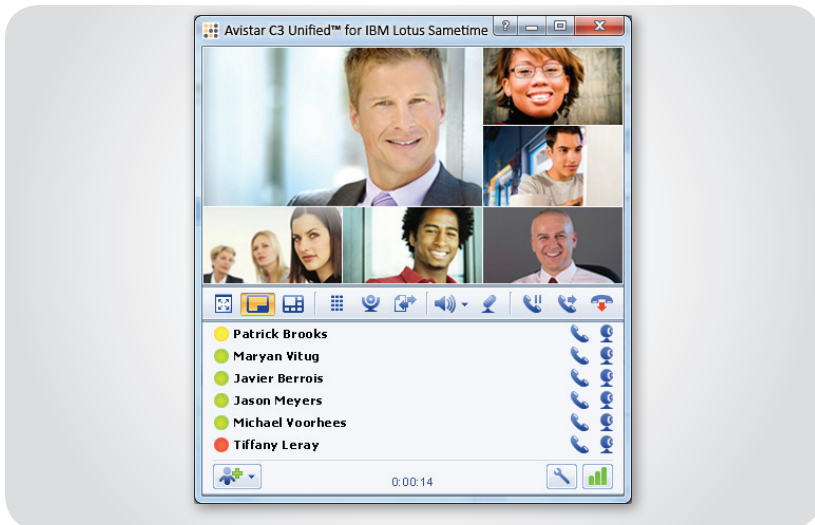 Avistar C3 Unified™ for IBM Lotus Sametime
Patrick Brooks
Maryan Vitug
Javier Berrois
Jason Meyers
Michael Voorhees
Tiffany Leray
0:00:14